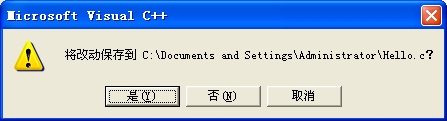 Microsoft Visual C++
将改动保存到 C:\Documents and Settings\Administrator\Hello.c?
是(Y)
否(N)
取消